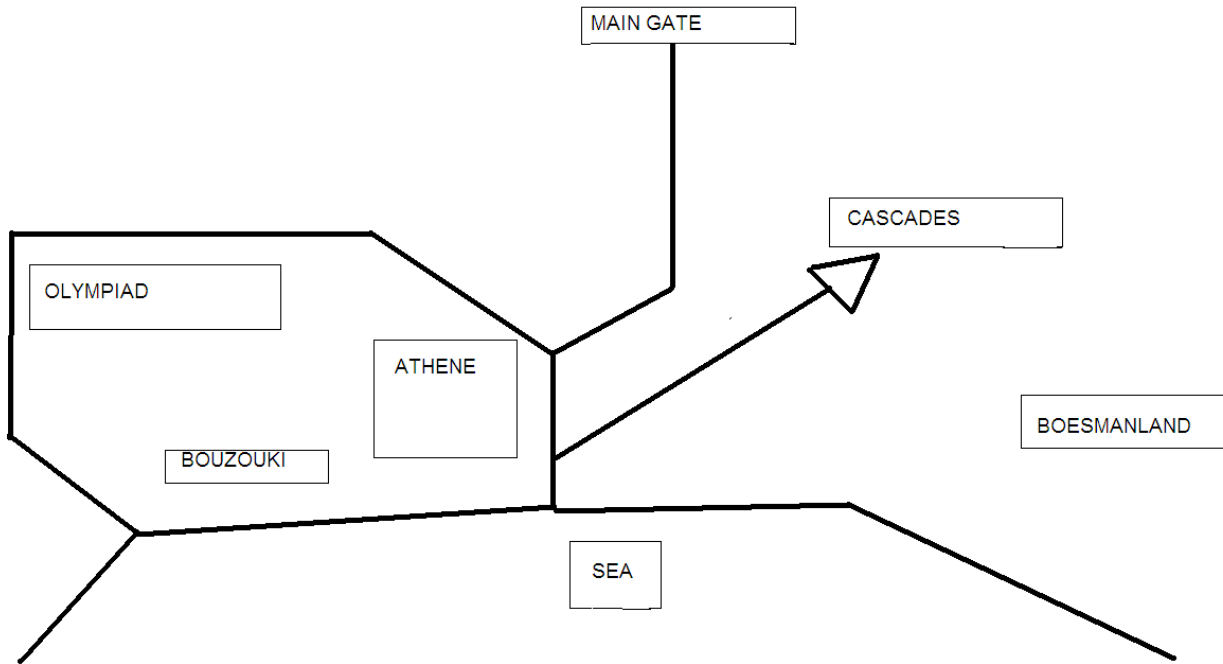 MAIN GATE
CASCADES
OLYMPIAD
ATHENE
BOESMANLAND
BOUZOUKI
SEA